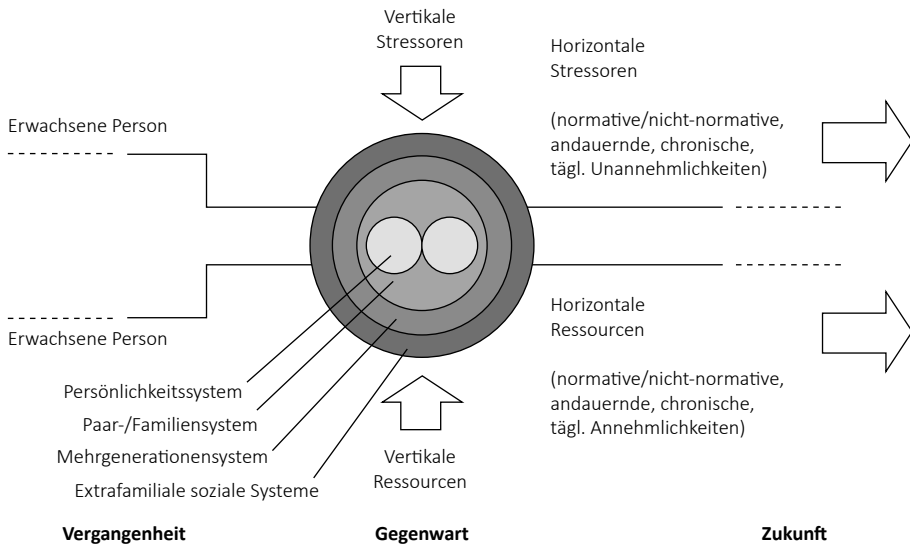 Vertikale
Stressoren
Horizontale
Stressoren
(normative/nicht-normative,
andauernde, chronische,
tägl. Unannehmlichkeiten)
Erwachsene Person
Erwachsene Person
Horizontale
Ressourcen
(normative/nicht-normative,
andauernde, chronische,
tägl. Annehmlichkeiten)
Persönlichkeitssystem
Paar-/Familiensystem
Mehrgenerationensystem
Extrafamiliale soziale Systeme
Vertikale
Ressourcen
Vergangenheit
Gegenwart
Zukunft